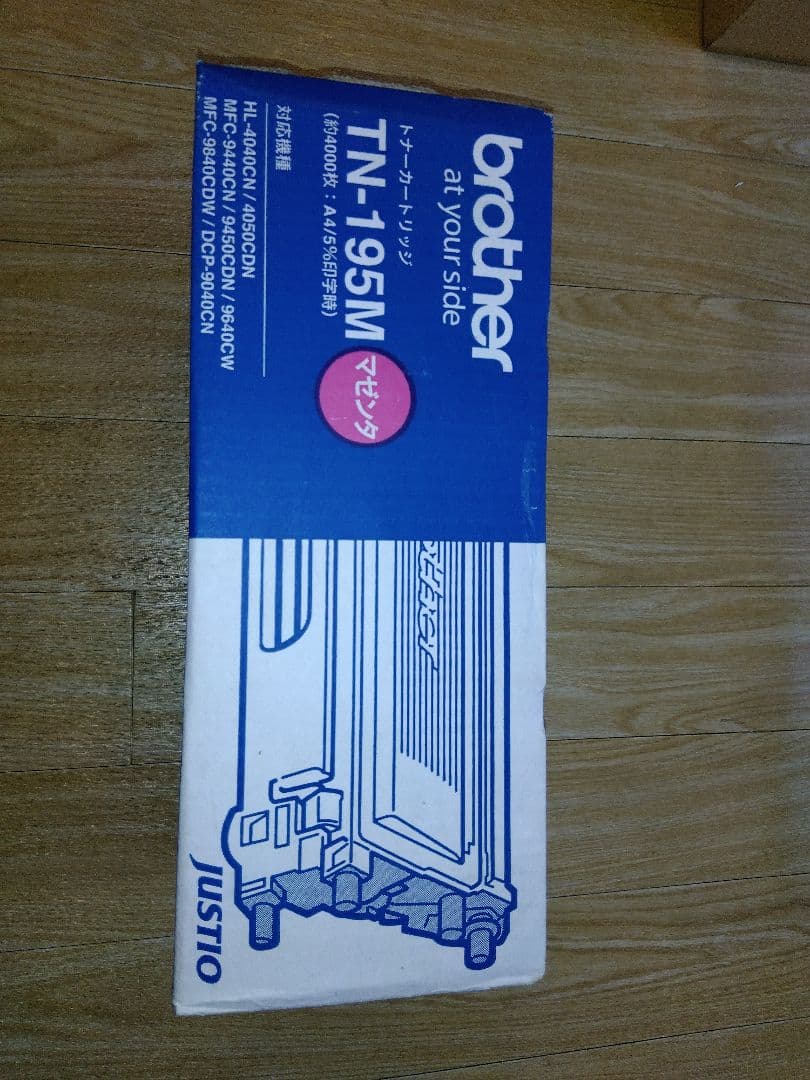 brother
at your side
トナーカートリッジ
TN-195M
マゼンタ
(約4000枚:A4/5%印字時)
対応機種
HL-4040CN / 4050CDN
MFC-9440CN / 9450CDN / 9640CW
MFC-9840CDW / DCP-9040CN
JUSTIO